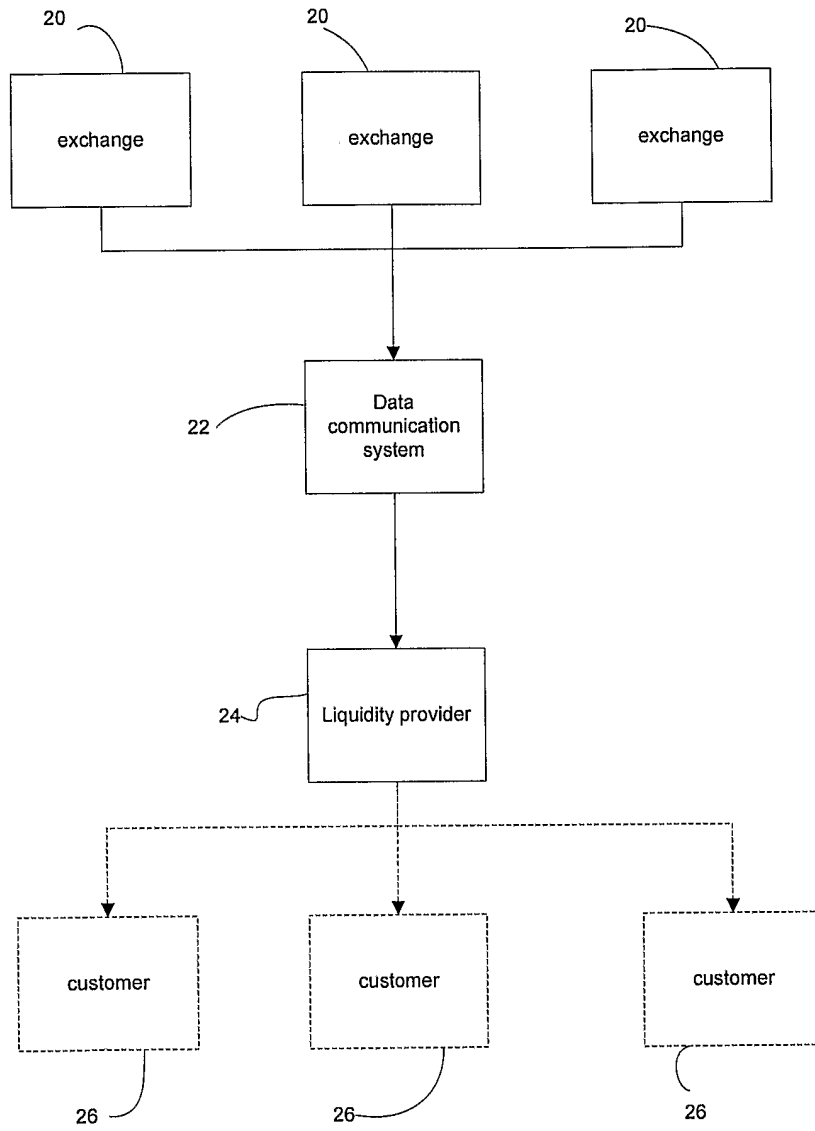 20
20
20
exchange
exchange
exchange
22
Data
communication
system
24
Liquidity provider
customer
customer
customer
26
26
26